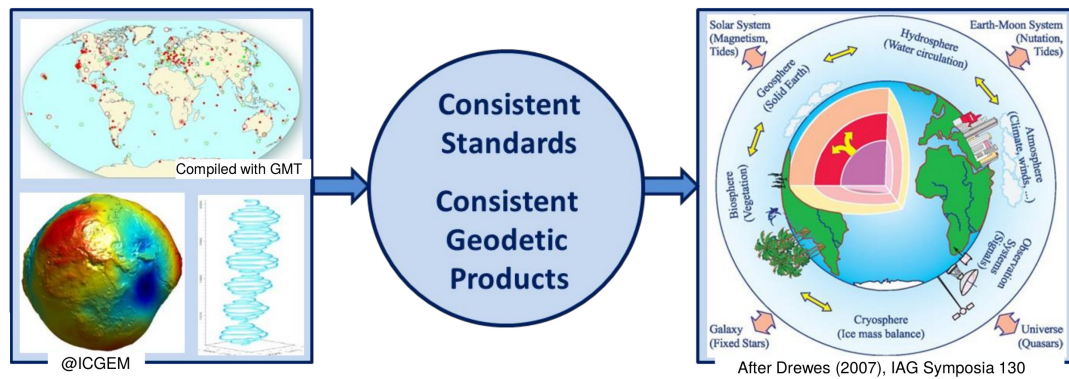 Compiled with GMT
@ICGEM
Consistent
Standards
Consistent
Geodetic
Products
Solar System
(Magnetism,
Tides)
Earth-Moon System
(Nutation,
Tides)
Hydrosphere
(Water circulation)
Geosphere
(Solid Earth)
Atmosphere
(Climate, winds, ...)
Biosphere
(Vegetation)
Observation
Systems
(Signals)
Cryosphere
(Ice mass balance)
Galaxy
(Fixed Stars)
Universe
(Quasars)
After Drewes (2007), IAG Symposia 130